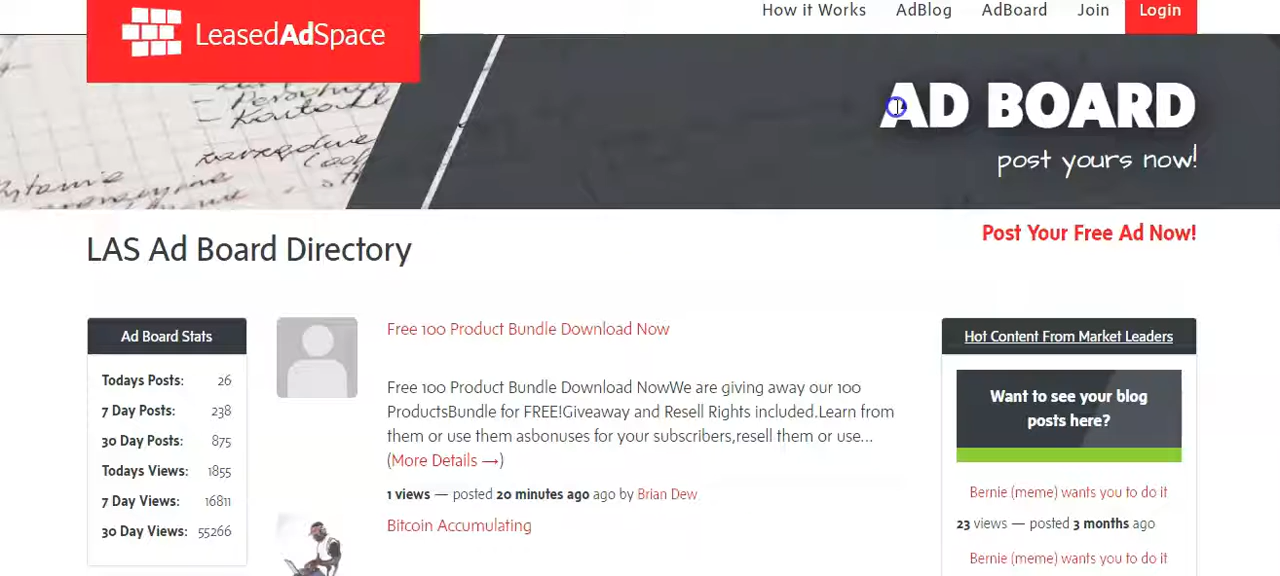 How it Works
AdBlog
AdBoard
Join
Login
LeasedAdSpace
AD BOARD
post yours now!
Post Your Free Ad Now!
LAS Ad Board Directory
Ad Board Stats
Todays Posts: 26
7 Day Posts: 238
30 Day Posts: 875
Todays Views: 1855
7 Day Views: 16811
30 Day Views: 55266
Free 100 Product Bundle Download Now
Free 100 Product Bundle Download NowWe are giving away our 100
ProductsBundle for FREE!Giveaway and Resell Rights included.Learn from
them or use them asbonuses for your subscribers,resell them or use...
(More Details →)
1 views — posted 20 minutes ago ago by Brian Dew
Bitcoin Accumulating
Hot Content From Market Leaders
Want to see your blog
posts here?
Bernie (meme) wants you to do it
23 views — posted 3 months ago
Bernie (meme) wants you to do it